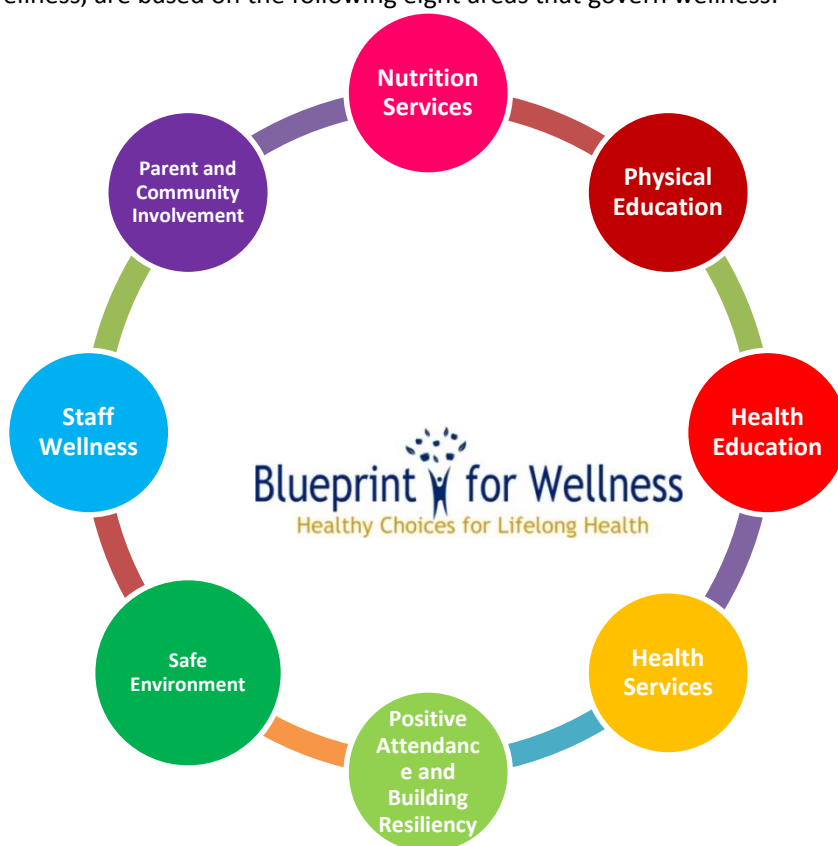 ellness, are based on the following eight areas that govern wellness:
Nutrition
Services
Physical
Education
Health
Education
Health
Services
Positive
Attendanc
e and
Building
Resiliency
Safe
Environment
Staff
Wellness
Parent and
Community
Involvement
Blueprint for Wellness
Healthy Choices for Lifelong Health